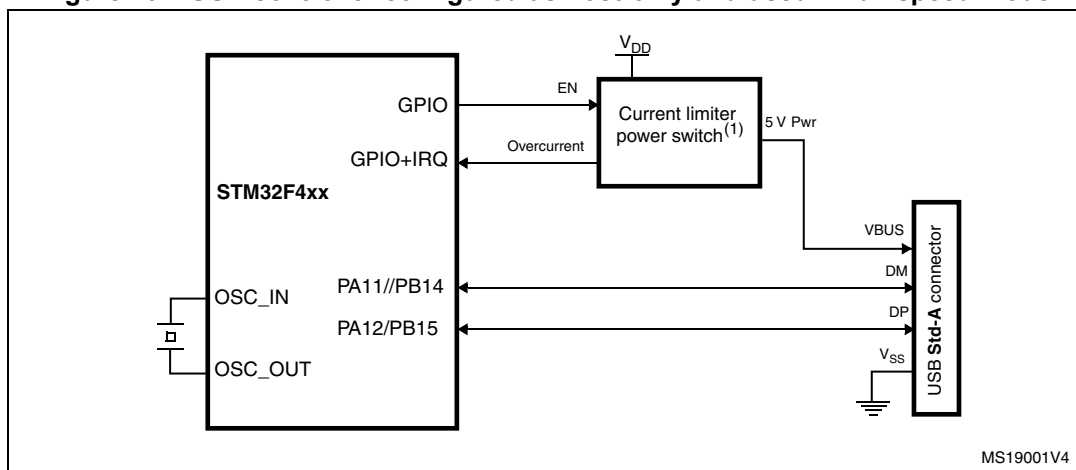 V_DD
EN
GPIO
Current limiter
power switch(1)
5 V Pwr
Overcurrent
GPIO+IRQ
STM32F4xx
VBUS
DM
PA11//PB14
OSC_IN
DP
PA12/PB15
V_SS
OSC_OUT
USB Std-A connector
MS19001V4